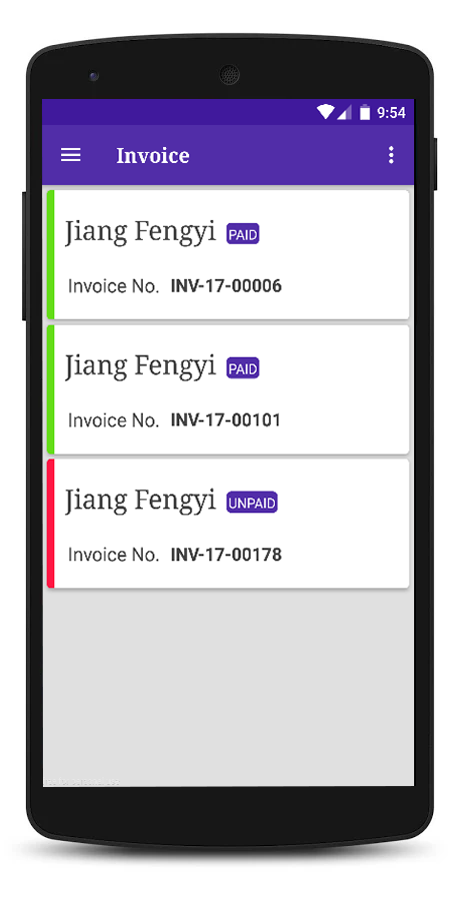 9:54
Invoice
Jiang Fengyi PAID
Invoice No. INV-17-00006
Jiang Fengyi PAID
Invoice No. INV-17-00101
Jiang Fengyi UNPAID
Invoice No. INV-17-00178